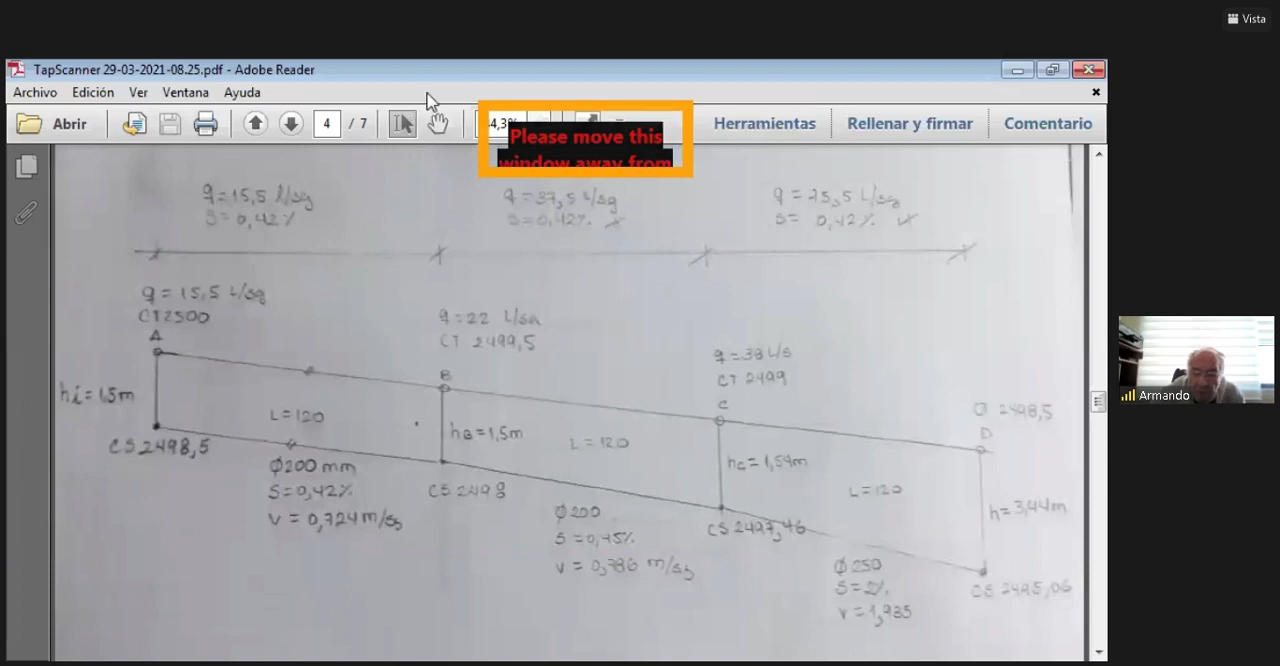 Vista
TapScanner 29-03-2021-08.25.pdf - Adobe Reader
Archivo Edición Ver Ventana Ayuda
Abrir 4 / 7 Herramientas Rellenar y firmar Comentario
Please move this
window away from
q = 15,5 l/sg
S = 0,42%
q = 37,5 L/sg
S = 0,42%
q = 75,5 L/sg
S = 0,42%
q = 15,5 L/sg
CT 2500
A
q = 22 L/sg
CT 2499,5
B
q = 38 L/s
CT 2499
C
2498,5
D
hi = 1,5m
L = 120
hB = 1,5m
L = 120
hc = 1,54m
L = 120
h = 3,44m
CS 2498,5
Φ200 mm
S = 0,42%
V = 0,724 m/sg
CS 2498
Φ200
S = 0,45%
V = 0,786 m/sg
CS 2497,46
Φ250
S = 2%
V = 1,935
CS 2495,06
Armando